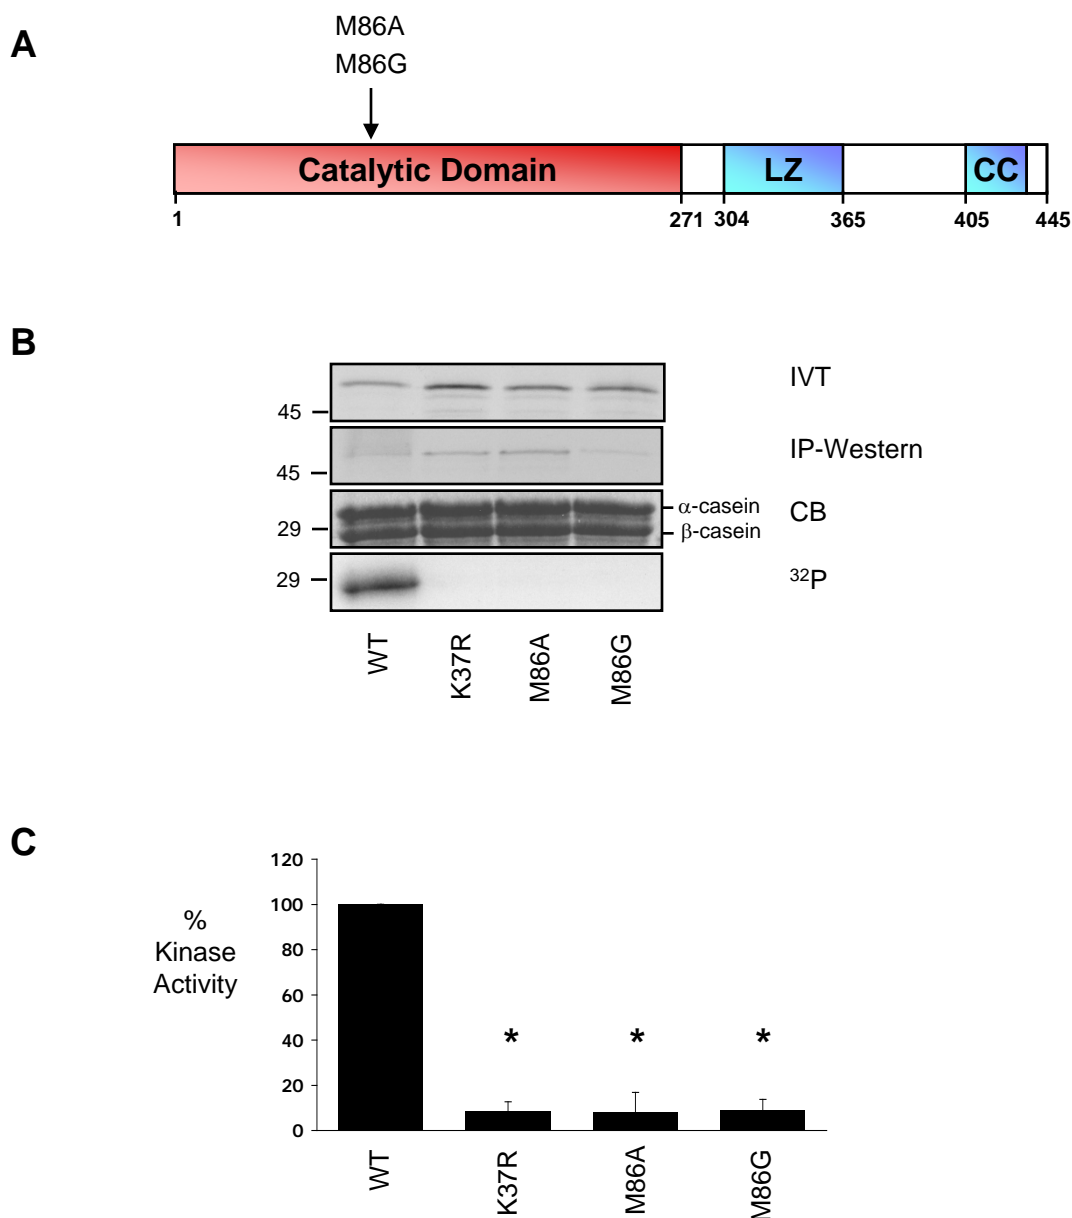 A
M86A
M86G
Catalytic Domain
LZ
CC
1
271
304
365
405
445
B
IVT
45
IP-Western
45
α-casein
CB
29
β-casein
29
32P
WT
K37R
M86A
M86G
C
120
100
80
60
40
20
0
%
Kinase
Activity
*
*
*
WT
K37R
M86A
M86G